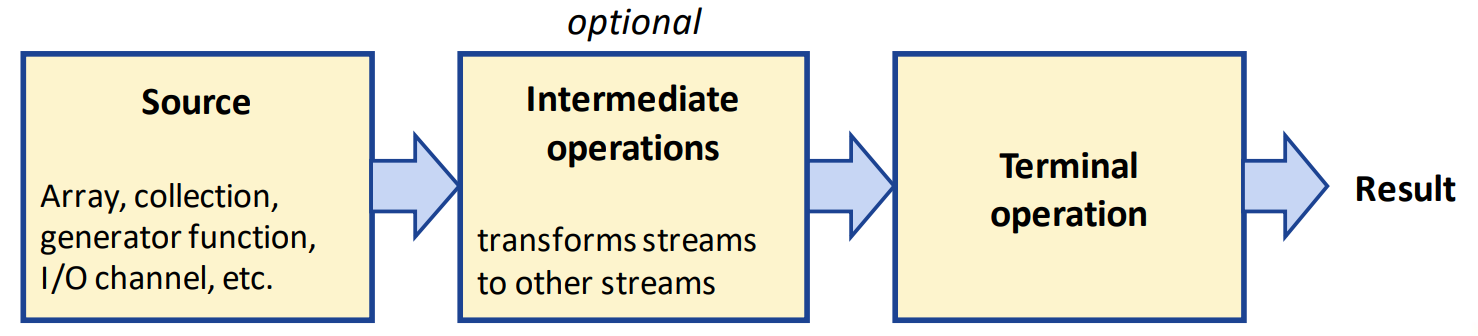 optional
Source
Array, collection,
generator function,
I/O channel, etc.
Intermediate
operations
transforms streams
to other streams
Terminal
operation
Result